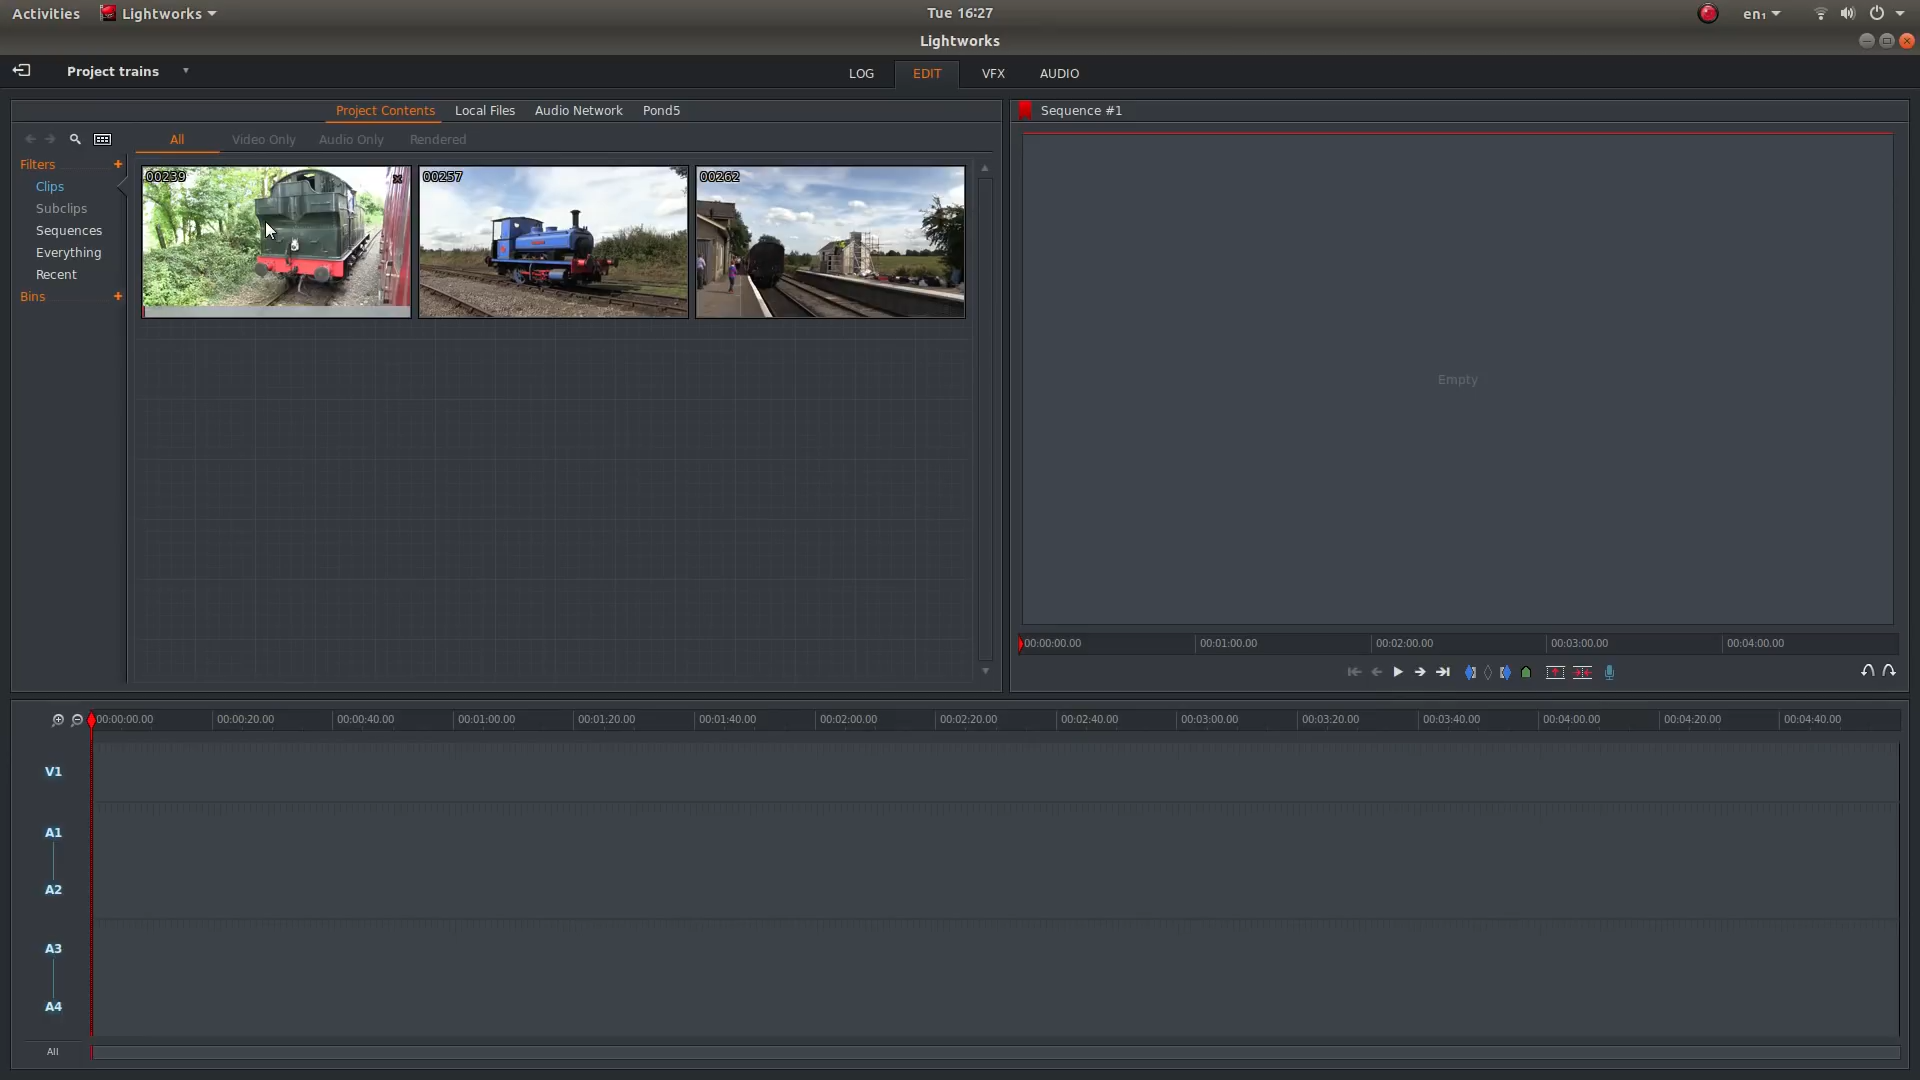 Activities Lightworks Tue 16:27 en₁
Lightworks
Project trains LOG EDIT VFX AUDIO
Project Contents Local Files Audio Network Pond5
All Video Only Audio Only Rendered
Filters +
Clips
Subclips
Sequences
Everything
Recent
Bins +
00239 00257 00262
Sequence #1
Empty
00:00:00.00 00:01:00.00 00:02:00.00 00:03:00.00 00:04:00.00
00:00:00.00 00:00:20.00 00:00:40.00 00:01:00.00 00:01:20.00 00:01:40.00 00:02:00.00 00:02:20.00 00:02:40.00 00:03:00.00 00:03:20.00 00:03:40.00 00:04:00.00 00:04:20.00 00:04:40.00
V1
A1
A2
A3
A4
All